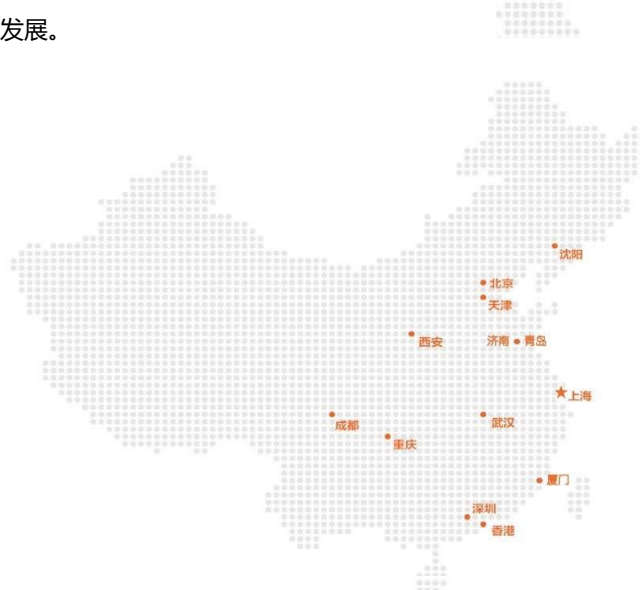 发展。
沈阳
北京
天津
西安
济南 青岛
上海
成都
武汉
重庆
厦门
深圳
香港